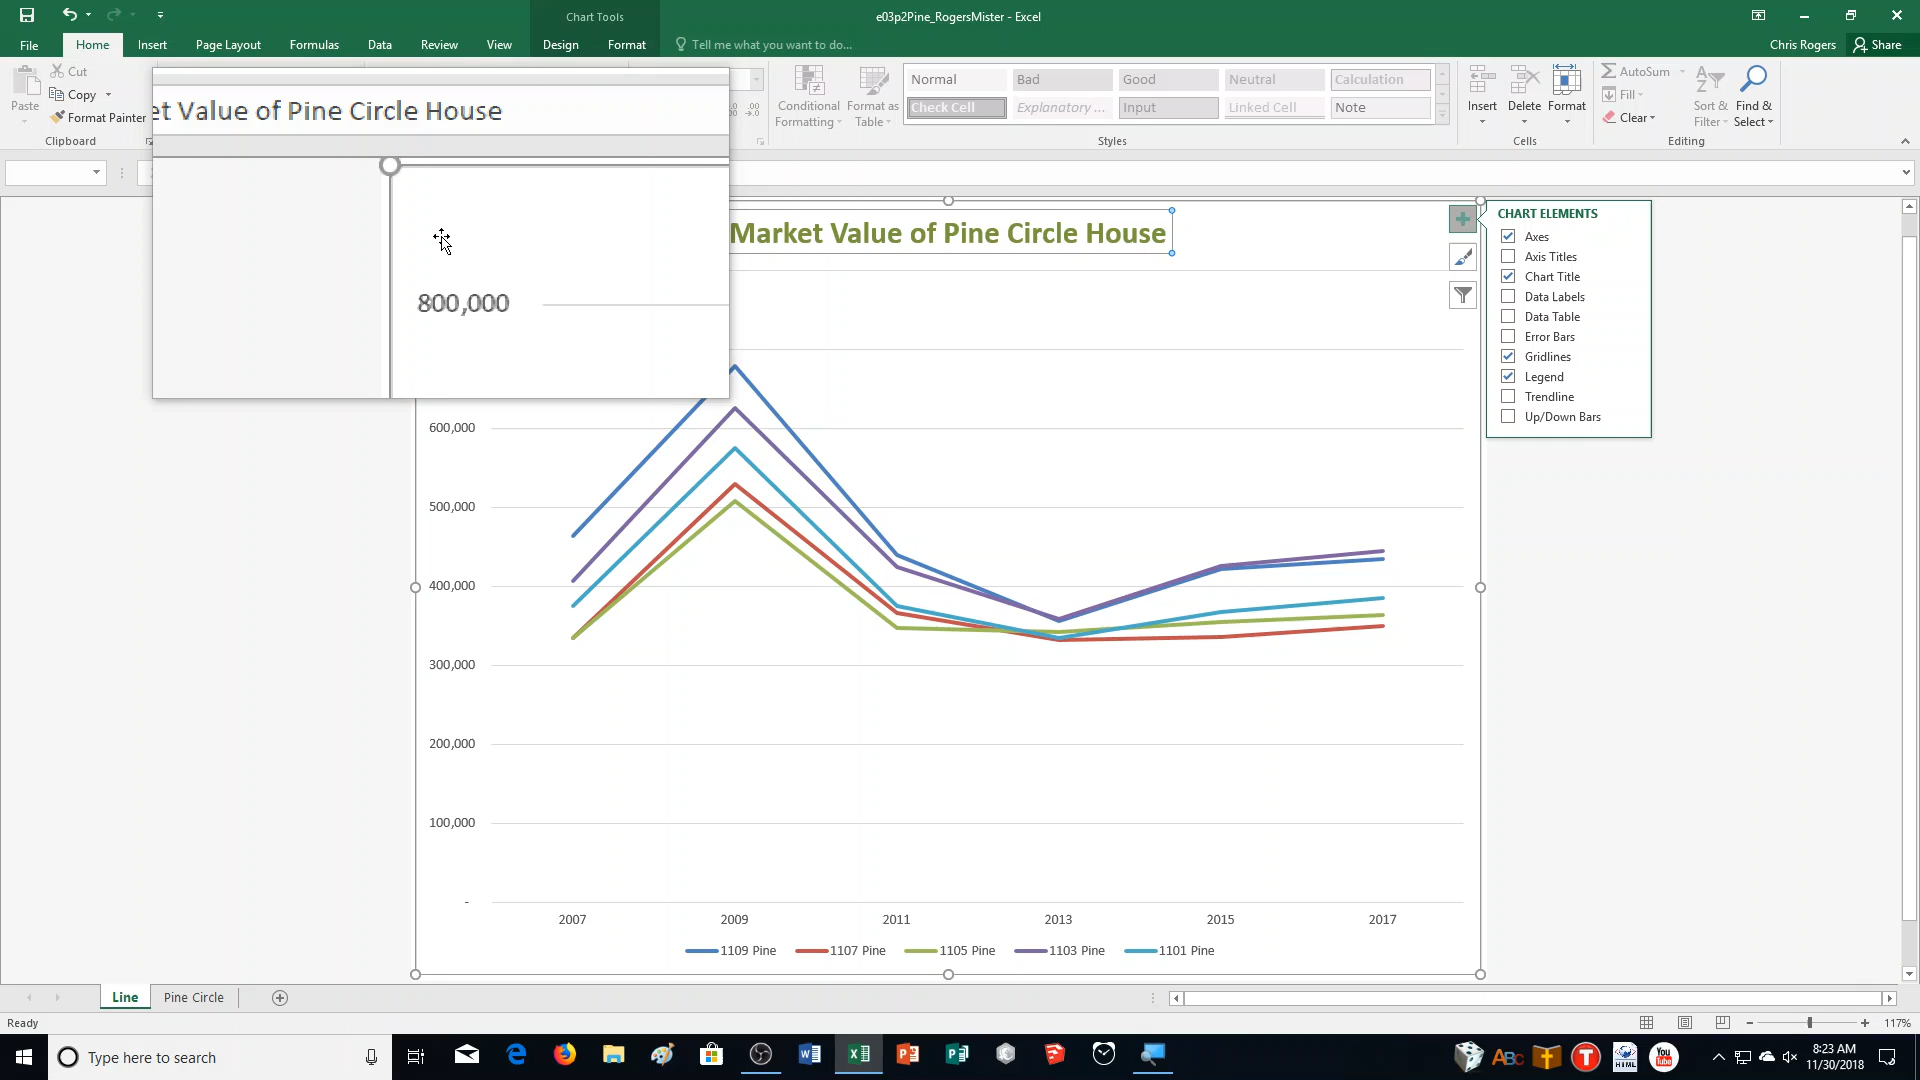 Chart Tools
e03p2Pine_RogersMister - Excel
File Home Insert Page Layout Formulas Data Review View Design Format Tell me what you want to do... Chris Rogers Share
Paste
Cut
Copy
Format Painter
Clipboard
Conditional Formatting
Format as Table
Normal Bad Good Neutral Calculation
Check Cell Explanatory ... Input Linked Cell Note
Styles
Insert Delete Format
Cells
AutoSum
Fill
Clear
Sort & Filter
Find & Select
Editing
et Value of Pine Circle House
800,000
Market Value of Pine Circle House
CHART ELEMENTS
Axes
Axis Titles
Chart Title
Data Labels
Data Table
Error Bars
Gridlines
Legend
Trendline
Up/Down Bars
600,000
500,000
400,000
300,000
200,000
100,000
-
2007 2009 2011 2013 2015 2017
1109 Pine 1107 Pine 1105 Pine 1103 Pine 1101 Pine
Line Pine Circle
Ready
117%
Type here to search
ABC
T
HTML
You Tube
8:23 AM
11/30/2018